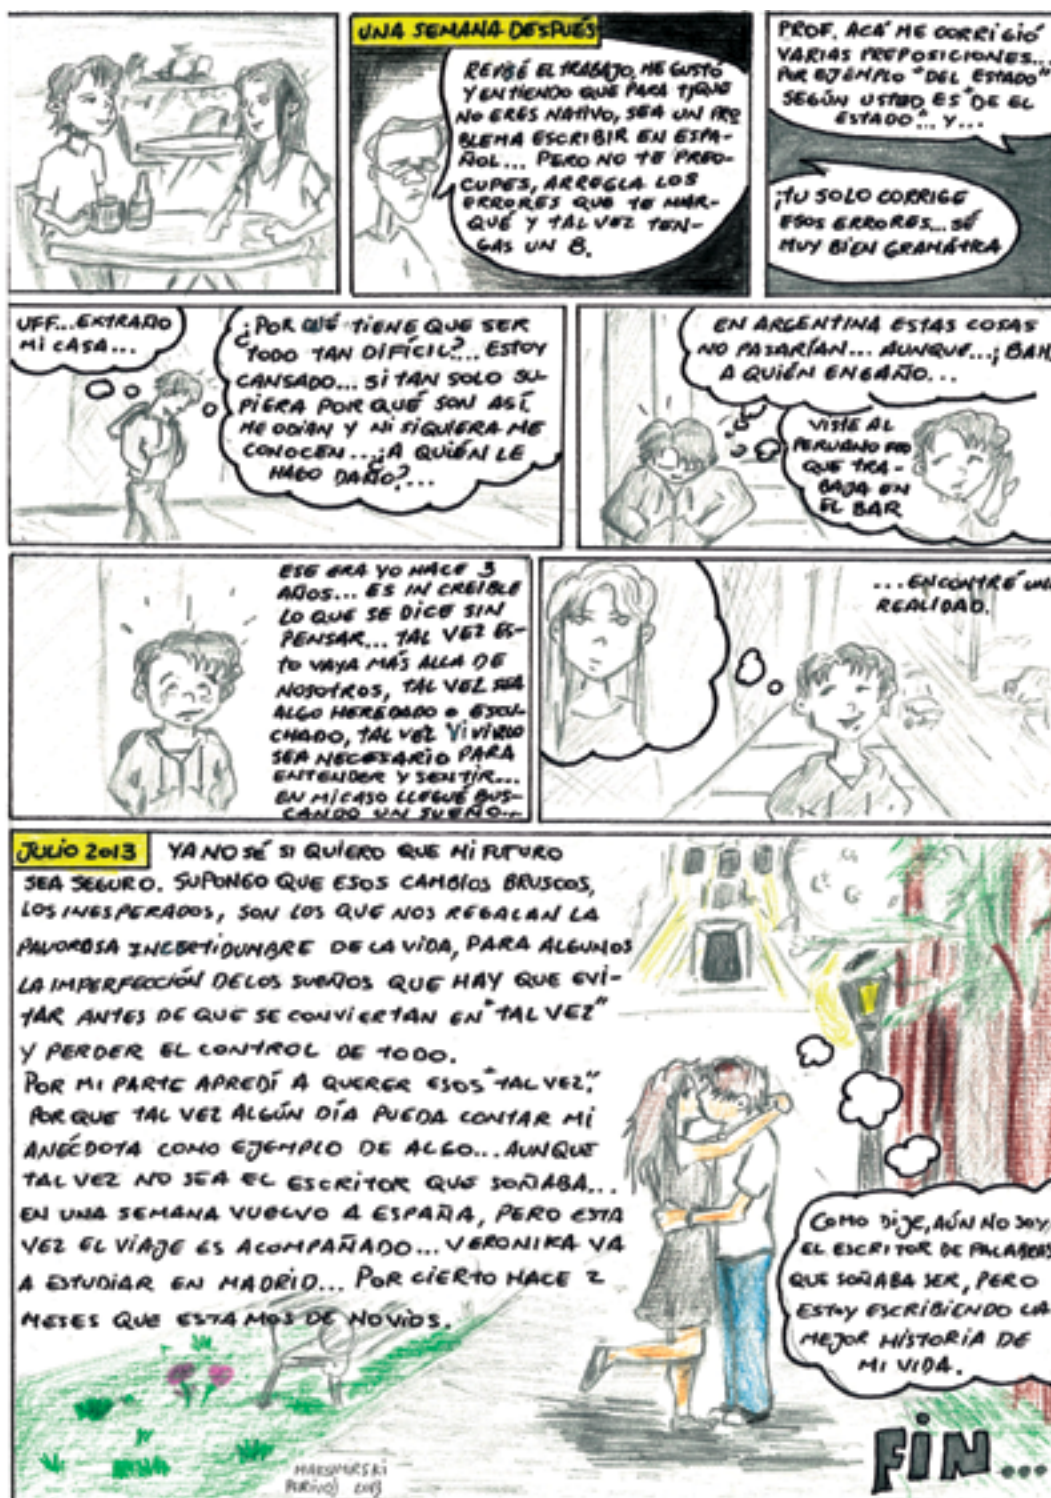 UNA SEMANA DESPUÉS
REVISÉ EL TRABAJO, ME GUSTÓ
Y ENTIENDO QUE PARA TI, QUE
NO ERES NATIVO, SEA UN PRO
BLEMA ESCRIBIR EN ESPA-
ÑOL... PERO NO TE PREO-
CUPES, ARREGLA LOS
ERRORES QUE TE MAR-
QUÉ Y TAL VEZ TEN-
GAS UN 8.
PROF. ACÁ ME CORRIGIÓ
VARIAS PREPOSICIONES...
POR EJEMPLO "DEL ESTADO"
SEGÚN USTED ES "DE EL
ESTADO"... Y...
¡TU SOLO CORRIGE
ESOS ERRORES... SÉ
MUY BIEN GRAMÁTICA
UFF... EXTRAÑO
MI CASA...
¿POR QUÉ TIENE QUE SER
TODO TAN DIFÍCIL?... ESTOY
CANSADO... SI TAN SOLO SU-
PIERA POR QUÉ SON ASÍ,
ME ODIAN Y NI SIQUIERA ME
CONOCEN...¿A QUIÉN LE
HAGO DAÑO?...
EN ARGENTINA ESTAS COSAS
NO PASARÍAN... AUNQUE...¡BAH,
A QUIÉN ENGAÑO...
VISTE AL
PERUANO FEO
QUE TRA-
BAJA EN
EL BAR
ESE ERA YO HACE 3
AÑOS... ES IN CREIBLE
LO QUE SE DICE SIN
PENSAR... TAL VEZ ES-
TO VAYA MÁS ALLA DE
NOSOTROS, TAL VEZ SEA
ALGO HEREDADO O ESCU-
CHADO, TAL VEZ VIVIRLO
SEA NECESARIO PARA
ENTENDER Y SENTIR...
EN MI CASO LLEGUÉ BUS-
CANDO UN SUEÑO...
...ENCONTRÉ UNA
REALIDAD.
JULIO 2013 YA NO SÉ SI QUIERO QUE MI FUTURO
SEA SEGURO. SUPONGO QUE ESOS CAMBIOS BRUSCOS,
LOS INESPERADOS, SON LOS QUE NOS REGALAN LA
PAVOROSA INCERTIDUMBRE DE LA VIDA, PARA ALGUNOS
LA IMPERFECCIÓN DE LOS SUEÑOS QUE HAY QUE EVI-
TAR ANTES DE QUE SE CONVIERTAN EN "TAL VEZ"
Y PERDER EL CONTROL DE TODO.
POR MI PARTE APREDÍ A QUERER ESOS "TAL VEZ",
PORQUE TAL VEZ ALGÚN DÍA PUEDA CONTAR MI
ANÉCDOTA COMO EJEMPLO DE ALGO... AUNQUE
TAL VEZ NO SEA EL ESCRITOR QUE SOÑABA...
EN UNA SEMANA VUELVO A ESPAÑA, PERO ESTA
VEZ EL VIAJE ES ACOMPAÑADO... VERONIKA VA
A ESTUDIAR EN MADRID... POR CIERTO HACE 2
MESES QUE ESTAMOS DE NOVIOS.
COMO DIJE, AÚN NO SOY
EL ESCRITOR DE PALABRAS
QUE SOÑABA SER, PERO
ESTOY ESCRIBIENDO LA
MEJOR HISTORIA DE
MI VIDA.
FIN...
2013